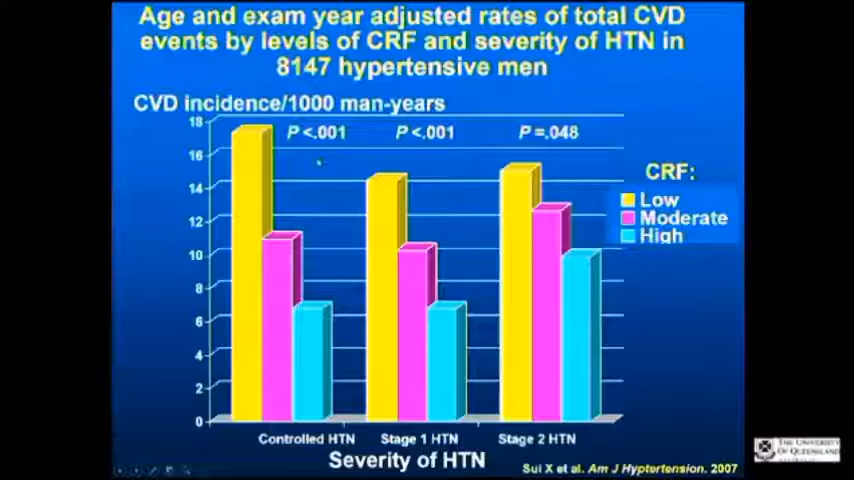 Age and exam year adjusted rates of total CVD
events by levels of CRF and severity of HTN in
8147 hypertensive men
CVD incidence/1000 man-years
18
16
14
12
10
8
6
4
2
0
P <.001
P <.001
P =.048
CRF:
Low
Moderate
High
Controlled HTN
Stage 1 HTN
Stage 2 HTN
Severity of HTN
Sui X et al. Am J Hyptertension. 2007
THE UNIVERSITY
OF QUEENSLAND